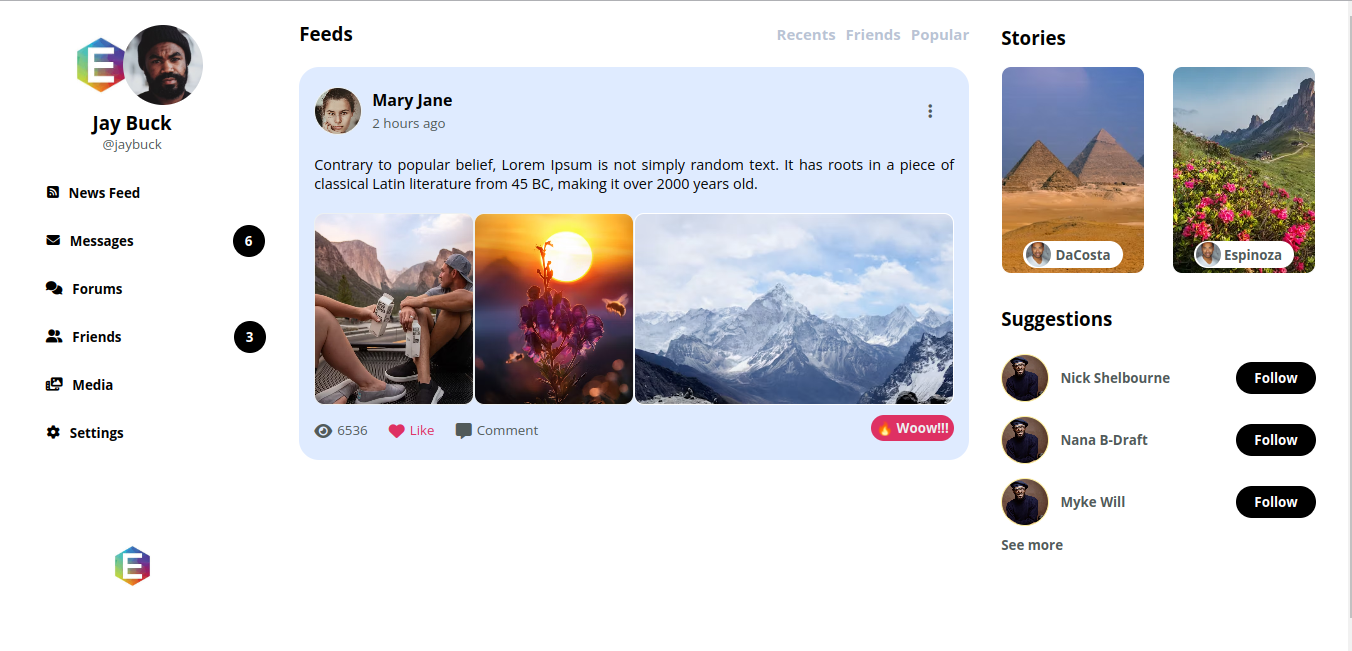 E
Jay Buck
@jaybuck
News Feed
Messages
6
Forums
Friends
3
Media
Settings
E
Feeds
Recents Friends Popular
Mary Jane
2 hours ago
Contrary to popular belief, Lorem Ipsum is not simply random text. It has roots in a piece of
classical Latin literature from 45 BC, making it over 2000 years old.
6536 Like Comment
🔥 Woow!!!
Stories
DaCosta
Espinoza
Suggestions
Nick Shelbourne
Follow
Nana B-Draft
Follow
Myke Will
Follow
See more